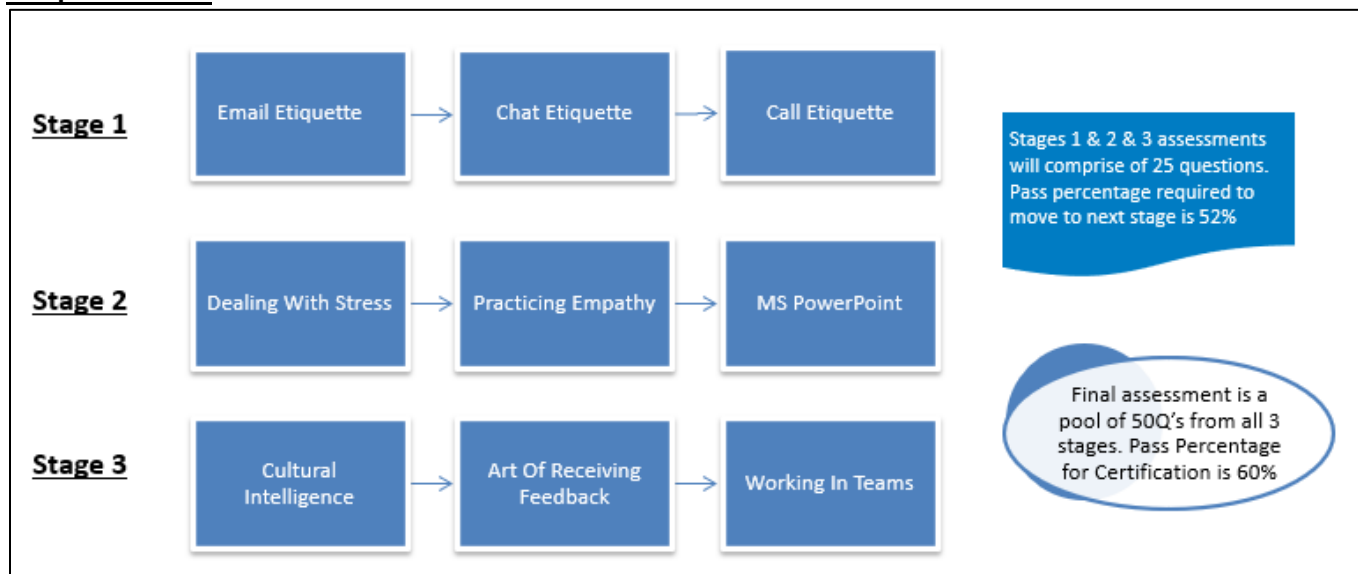 Stage 1
Email Etiquette
Chat Etiquette
Call Etiquette
Stages 1 & 2 & 3 assessments
will comprise of 25 questions.
Pass percentage required to
move to next stage is 52%
Stage 2
Dealing With Stress
Practicing Empathy
MS PowerPoint
Final assessment is a
pool of 50Q's from all 3
stages. Pass Percentage
for Certification is 60%
Stage 3
Cultural
Intelligence
Art Of Receiving
Feedback
Working In Teams